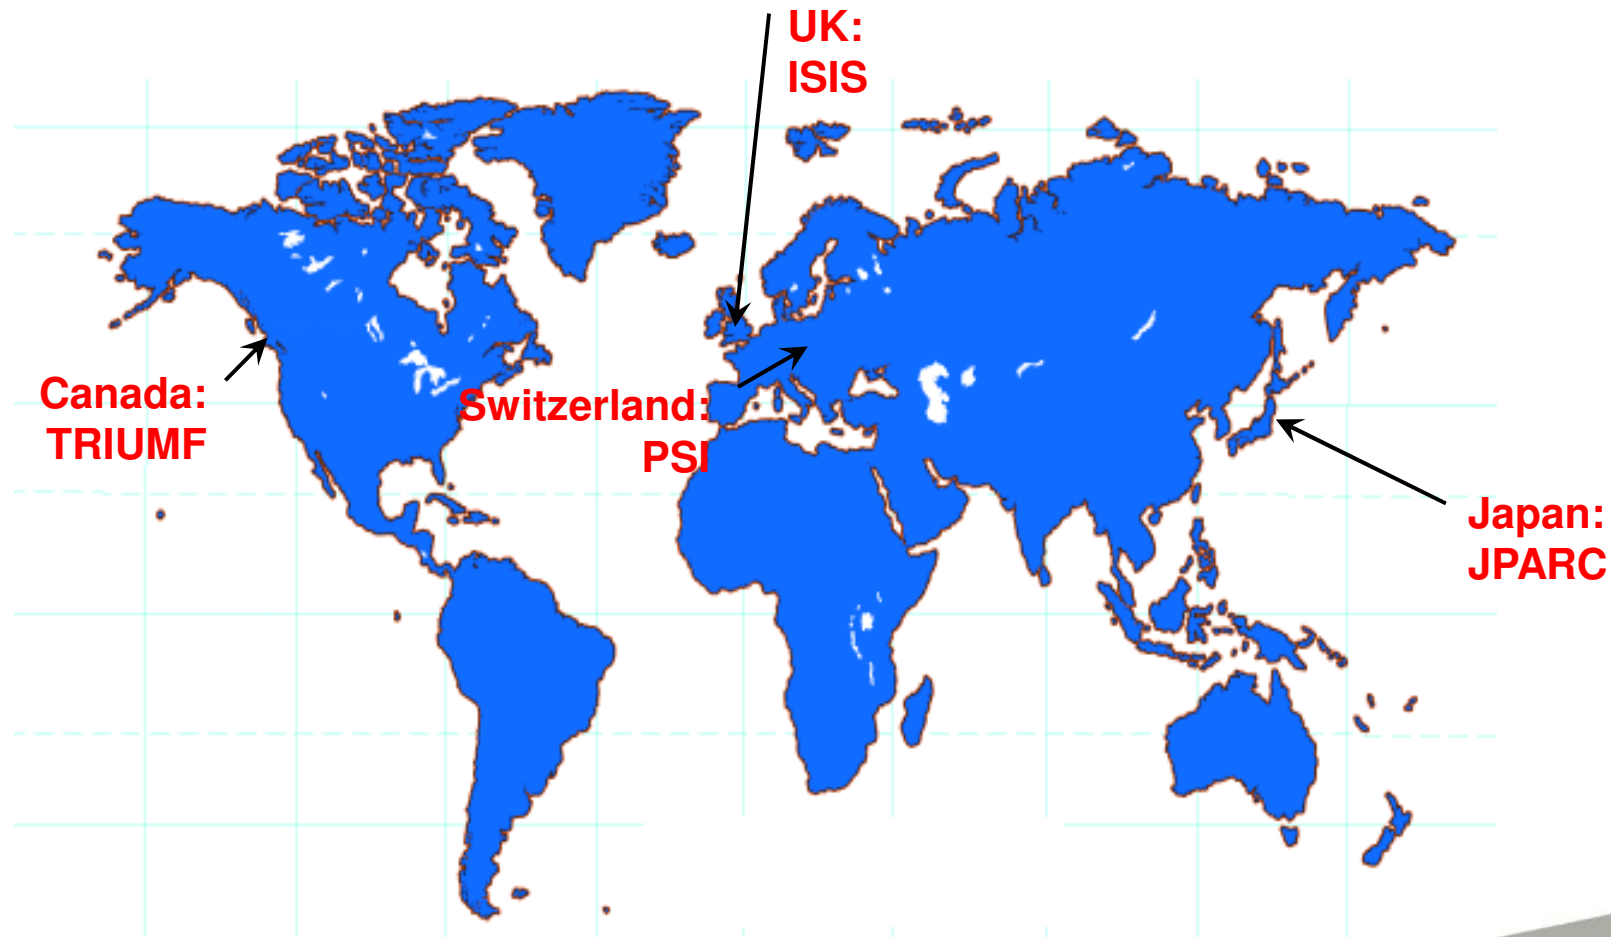 UK:
ISIS
Canada:
TRIUMF
Switzerland:
PSI
Japan:
JPARC